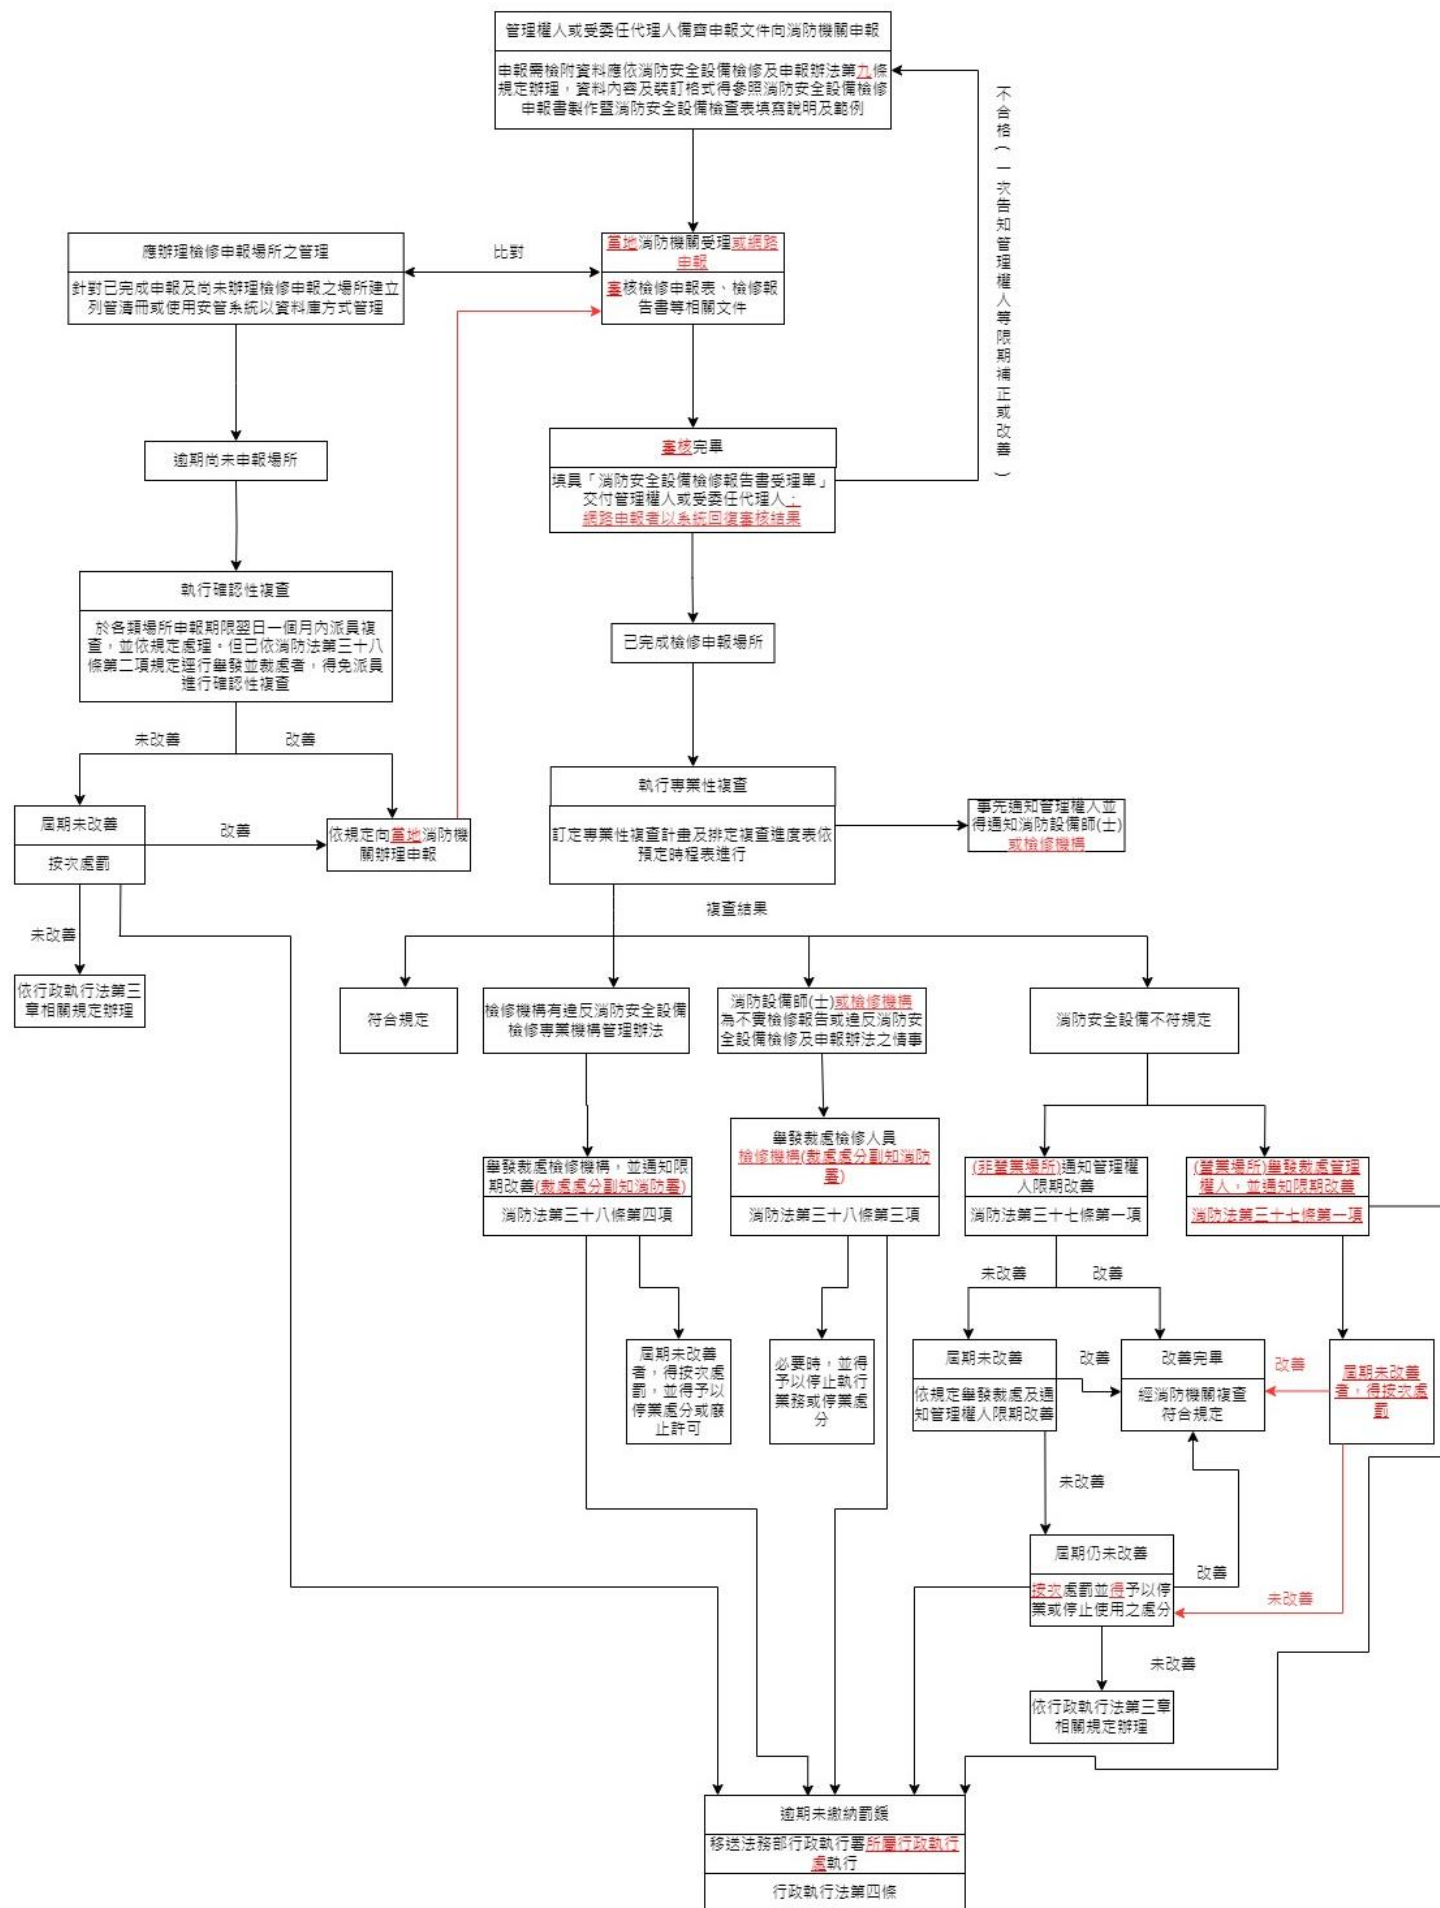 管理權人或受委任代理人備齊申報文件向消防機關申報
申報需檢附資料應依消防安全設備檢修及申報辦法第九條
規定辦理，資料內容及裝訂格式得參照消防安全設備檢修
申報書製作暨消防安全設備檢查表填寫說明及範例
不合格(一次告知管理權人等限期補正或改善)
應辦理檢修申報場所之管理
針對已完成申報及尚未辦理檢修申報之場所建立
列管清冊或使用安管系統以資料庫方式管理
比對
當地消防機關受理或網路
申報
審核檢修申報表、檢修報
告書等相關文件
逾期尚未申報場所
審核完畢
填具「消防安全設備檢修報告書受理單」
交付管理權人或受委任代理人；
網路申報者以系統回復審核結果
執行確認性複查
於各類場所申報期限翌日一個月內派員複
查，並依規定處理。但已依消防法第三十八
條第二項規定逕行舉發並裁處者，得免派員
進行確認性複查
已完成檢修申報場所
未改善
改善
屆期未改善
按次處罰
改善
依規定向當地消防機
關辦理申報
執行專業性複查
訂定專業性複查計畫及排定複查進度表依
預定時程表進行
事先通知管理權人並
得通知消防設備師(士)
或檢修機構
未改善
依行政執行法第三
章相關規定辦理
複查結果
符合規定
檢修機構有違反消防安全設備
檢修專業機構管理辦法
消防設備師(士)或檢修機構
為不實檢修報告或違反消防安
全設備檢修及申報辦法之情事
消防安全設備不符規定
舉發裁處檢修機構，並通知限
期改善(裁處處分副知消防署)
消防法第三十八條第四項
舉發裁處檢修人員
檢修機構(裁處處分副知消防
署)
消防法第三十八條第三項
(非營業場所)通知管理權
人限期改善
消防法第三十七條第一項
(營業場所)舉發裁處管理
權人，並通知限期改善
消防法第三十七條第一項
未改善
改善
屆期未改善
者，得按次處
罰，並得予以
停業處分或廢
止許可
必要時，並得
予以停止執行
業務或停業處
分
屆期未改善
依規定舉發裁處及通
知管理權人限期改善
改善
改善完畢
經消防機關複查
符合規定
改善
屆期未改善
者，得按次處
罰
未改善
屆期仍未改善
按次處罰並得予以停
業或停止使用之處分
改善
未改善
未改善
依行政執行法第三章
相關規定辦理
逾期未繳納罰鍰
移送法務部行政執行署所屬行政執行
處執行
行政執行法第四條